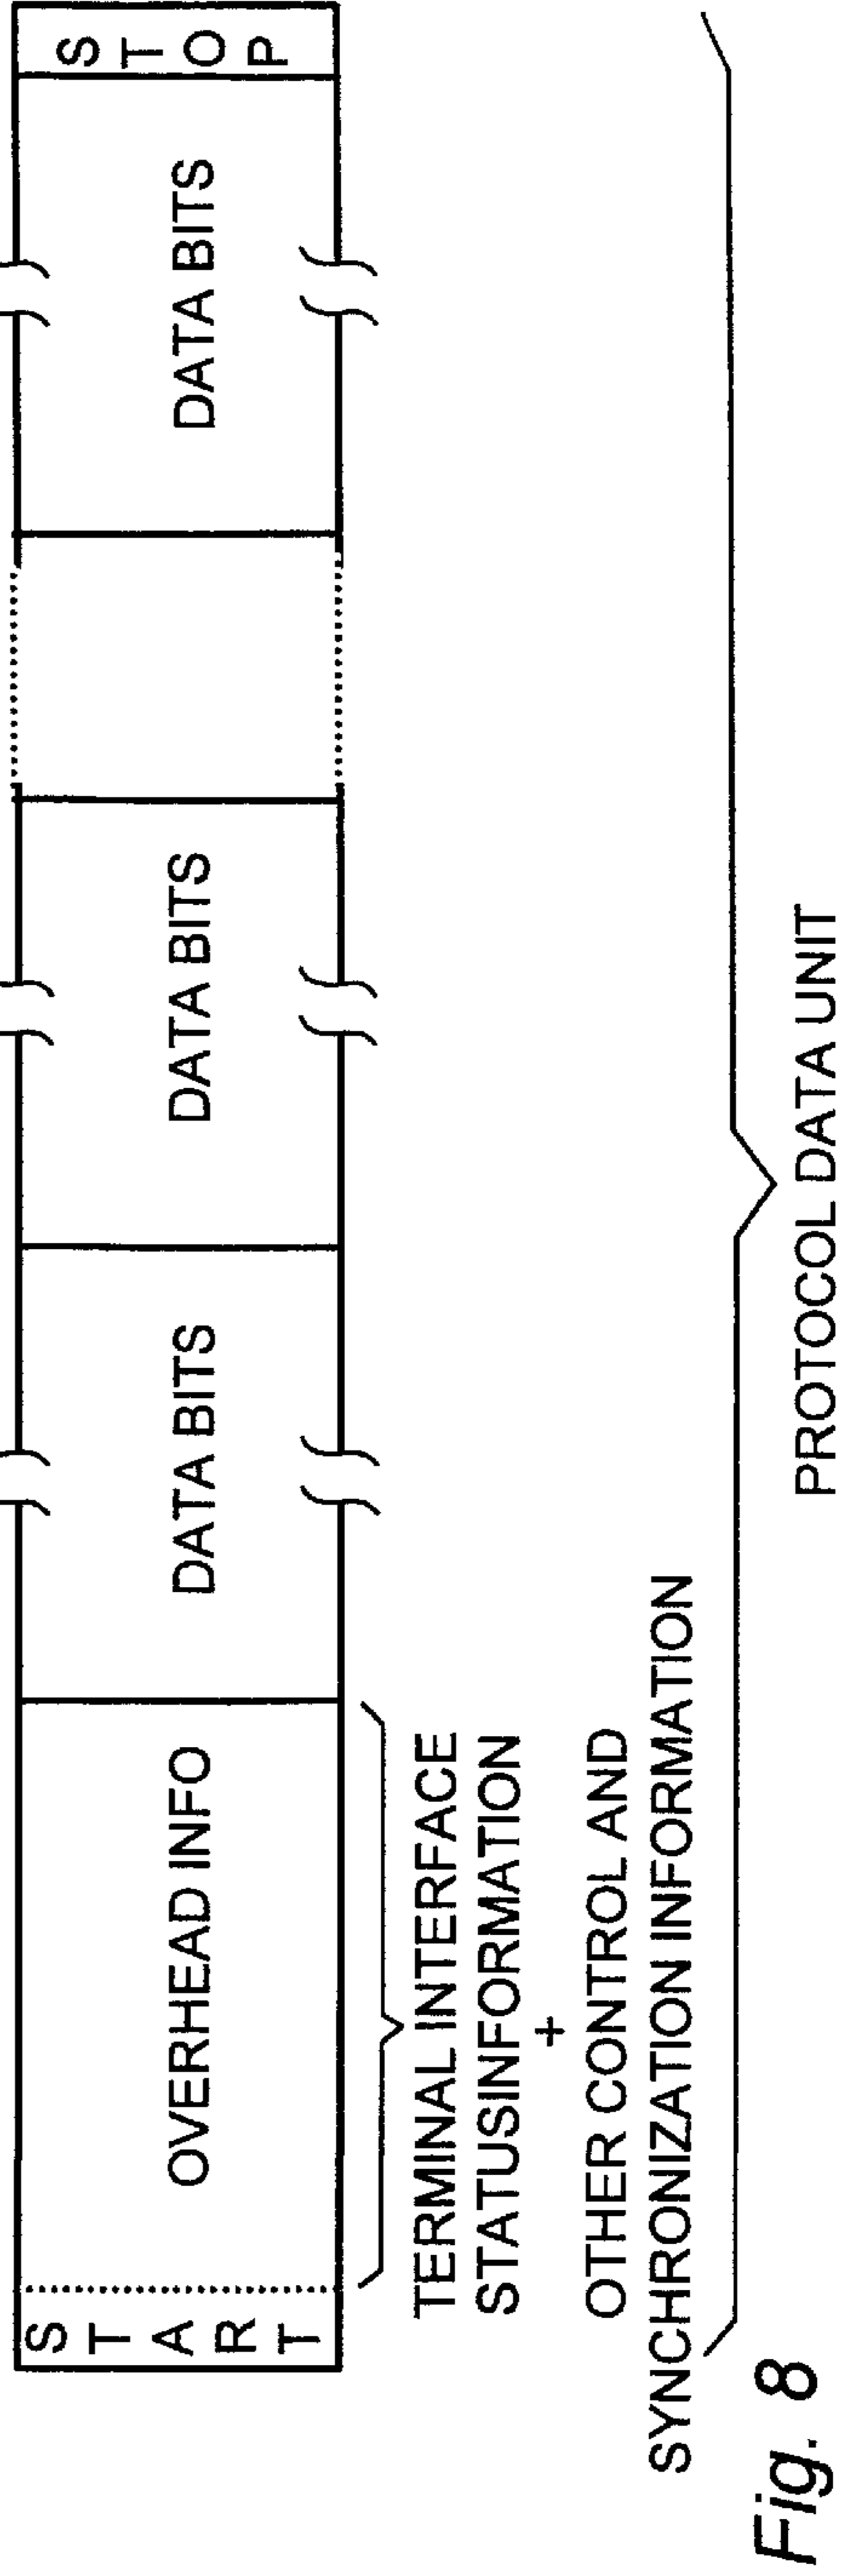 START
OVERHEAD INFO
DATA BITS
DATA BITS
DATA BITS
STOP
TERMINAL INTERFACE
STATUSINFORMATION
+
OTHER CONTROL AND
SYNCHRONIZATION INFORMATION
PROTOCOL DATA UNIT
Fig. 8